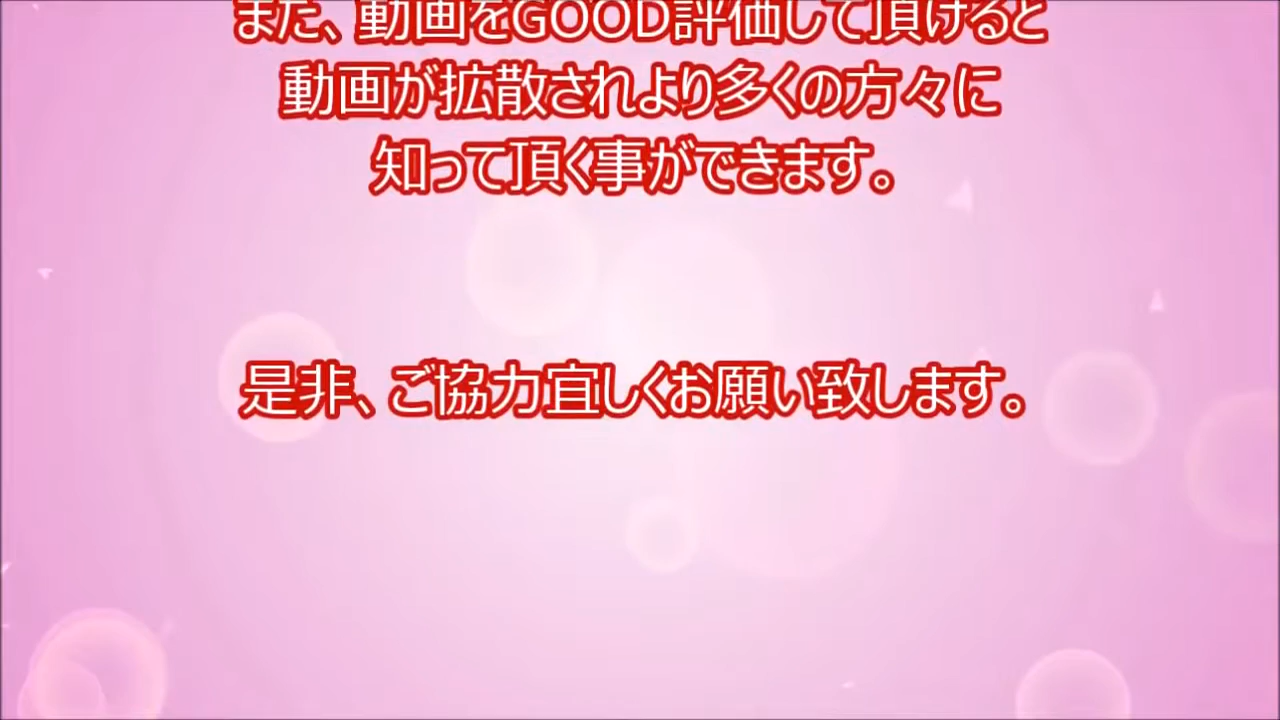 また、動画をGOOD評価して頂けると
動画が拡散されより多くの方々に
知って頂く事ができます。
是非、ご協力宜しくお願い致します。